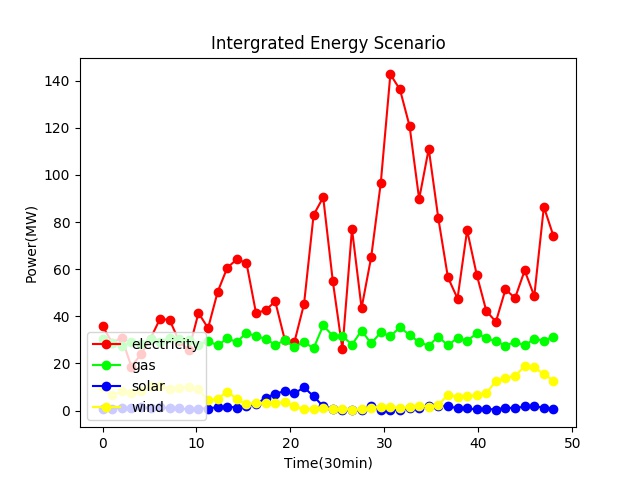 Intergrated Energy Scenario
Power(MW)
140
120
100
80
60
40
20
0
electricity
gas
solar
wind
0 10 20 30 40 50
Time(30min)